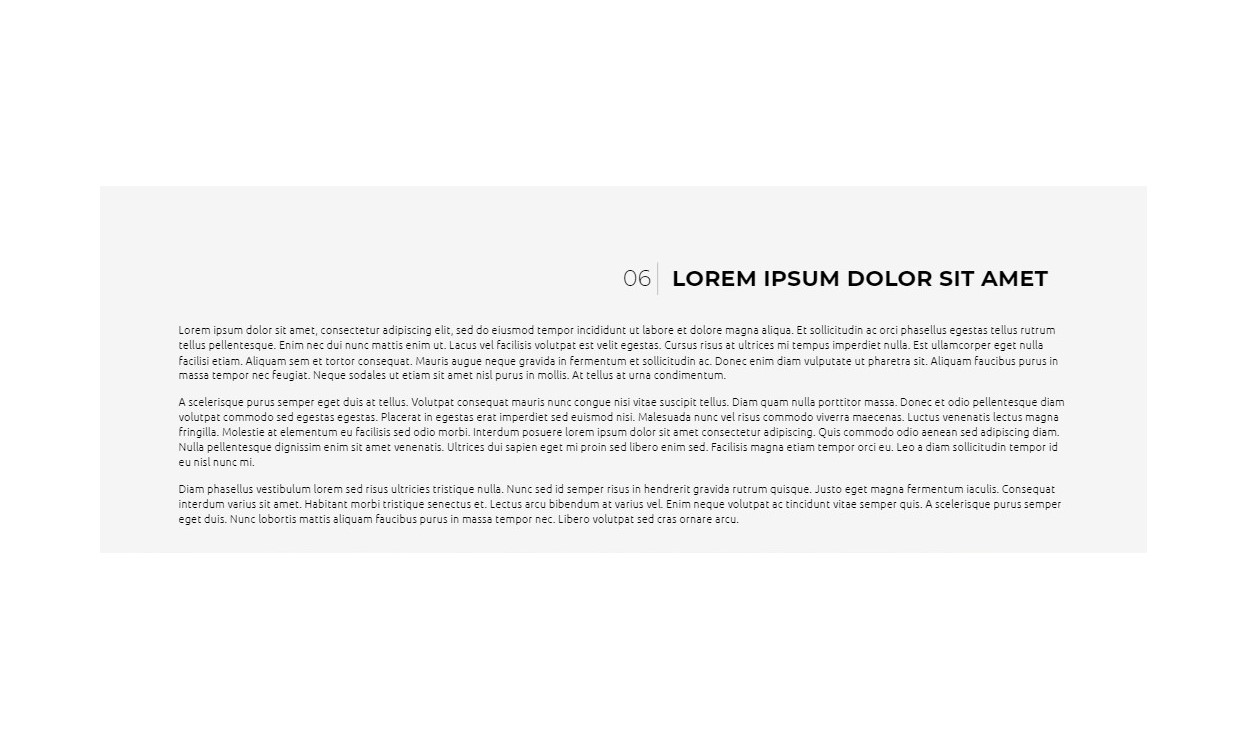 06 LOREM IPSUM DOLOR SIT AMET
Lorem ipsum dolor sit amet, consectetur adipiscing elit, sed do eiusmod tempor incididunt ut labore et dolore magna aliqua. Et sollicitudin ac orci phasellus egestas tellus rutrum
tellus pellentesque. Enim nec dui nunc mattis enim ut. Lacus vel facilisis volutpat est velit egestas. Cursus risus at ultrices mi tempus imperdiet nulla. Est ullamcorper eget nulla
facilisi etiam. Aliquam sem et tortor consequat. Mauris augue neque gravida in fermentum et sollicitudin ac. Donec enim diam vulputate ut pharetra sit. Aliquam faucibus purus in
massa tempor nec feugiat. Neque sodales ut etiam sit amet nisl purus in mollis. At tellus at urna condimentum.
A scelerisque purus semper eget duis at tellus. Volutpat consequat mauris nunc congue nisi vitae suscipit tellus. Diam quam nulla porttitor massa. Donec et odio pellentesque diam
volutpat commodo sed egestas egestas. Placerat in egestas erat imperdiet sed euismod nisi. Malesuada nunc vel risus commodo viverra maecenas. Luctus venenatis lectus magna
fringilla. Molestie at elementum eu facilisis sed odio morbi. Interdum posuere lorem ipsum dolor sit amet consectetur adipiscing. Quis commodo odio aenean sed adipiscing diam.
Nulla pellentesque dignissim enim sit amet venenatis. Ultrices dui sapien eget mi proin sed libero enim sed. Facilisis magna etiam tempor orci eu. Leo a diam sollicitudin tempor id
eu nisl nunc mi.
Diam phasellus vestibulum lorem sed risus ultricies tristique nulla. Nunc sed id semper risus in hendrerit gravida rutrum quisque. Justo eget magna fermentum iaculis. Consequat
interdum varius sit amet. Habitant morbi tristique senectus et. Lectus arcu bibendum at varius vel. Enim neque volutpat ac tincidunt vitae semper quis. A scelerisque purus semper
eget duis. Nunc lobortis mattis aliquam faucibus purus in massa tempor nec. Libero volutpat sed cras ornare arcu.